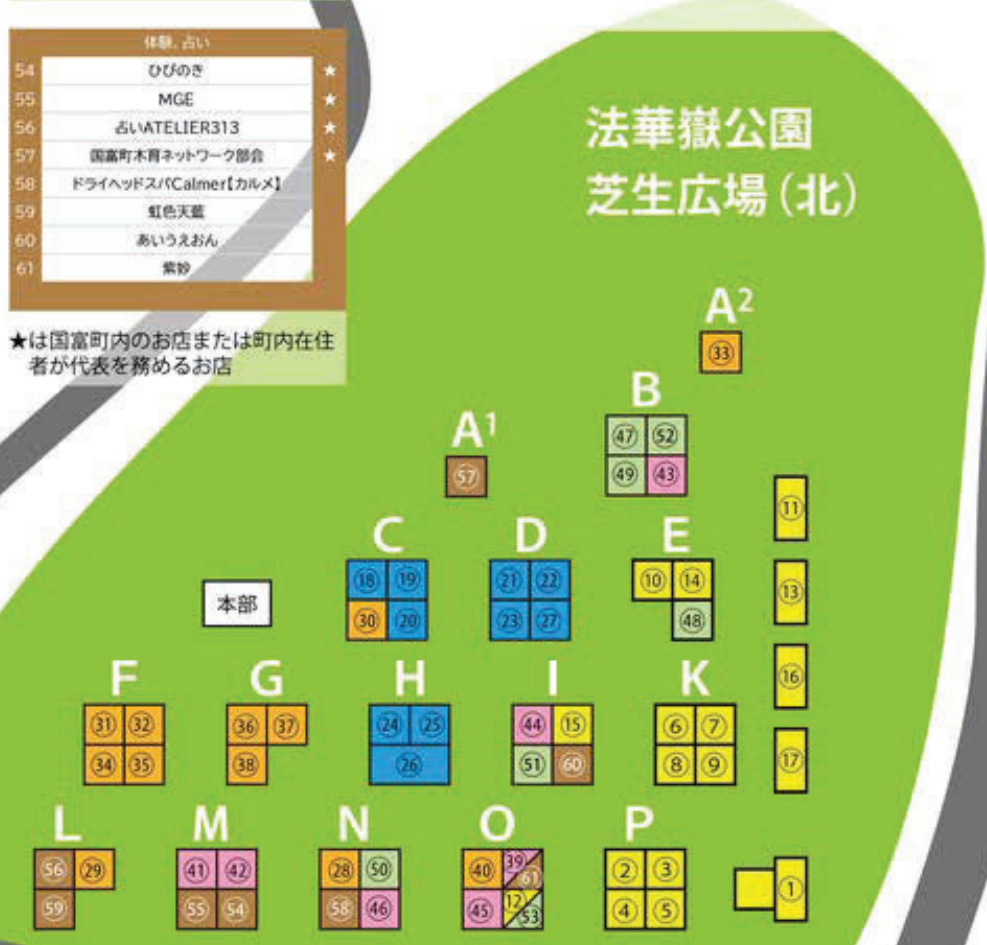 体験、占い
54 ひびのき ★
55 MGE ★
56 占いATELIER313 ★
57 国富町木育ネットワーク部会 ★
58 ドライヘッドスパCalmer【カルメ】
59 虹色天藍
60 あいうえおん
61 紫妙
★は国富町内のお店または町内在住
者が代表を務めるお店
法華嶽公園
芝生広場（北）
A2
33
B
47 52
49 43
A1
57
11
C D E
18 19 21 22 10 14
13
30 20 23 27 48
本部
16
F G H I K
31 32 36 37 24 25 44 15 6 7
34 35 38 26 51 60 8 9
17
L M N O P
56 29 41 42 28 50 40 39 61 2 3
1
59 55 54 58 46 45 12 53 4 5